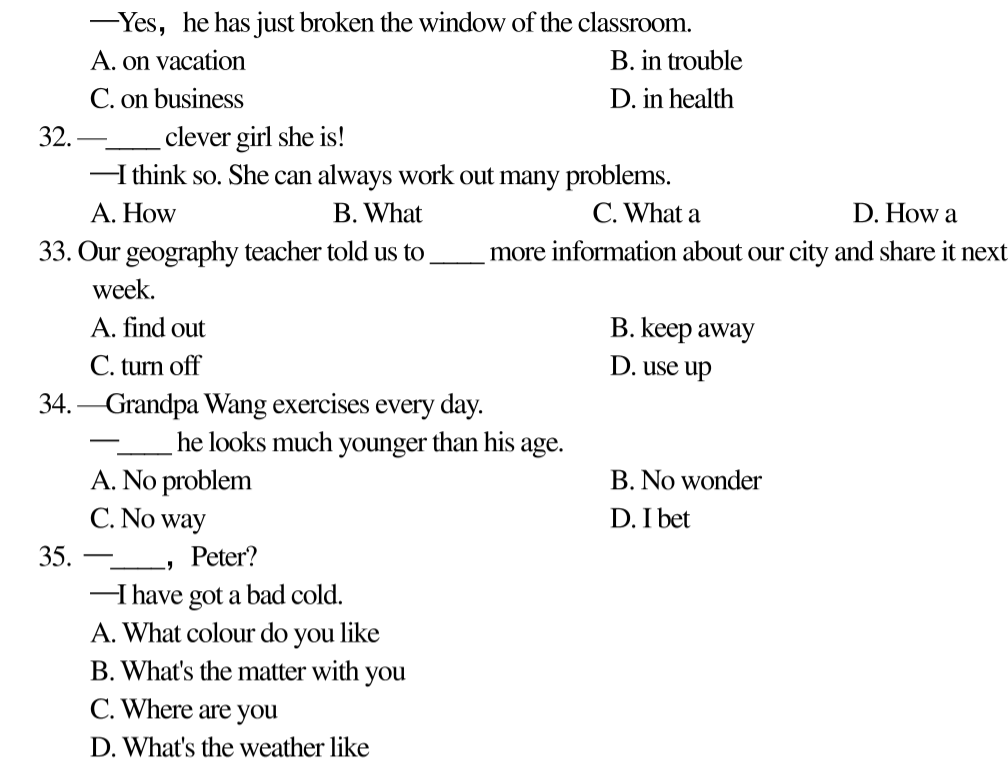 —Yes，he has just broken the window of the classroom.
A. on vacation B. in trouble
C. on business D. in health
32. —____ clever girl she is!
—I think so. She can always work out many problems.
A. How B. What C. What a D. How a
33. Our geography teacher told us to ____ more information about our city and share it next
week.
A. find out B. keep away
C. turn off D. use up
34. —Grandpa Wang exercises every day.
—____ he looks much younger than his age.
A. No problem B. No wonder
C. No way D. I bet
35. —____，Peter?
—I have got a bad cold.
A. What colour do you like
B. What's the matter with you
C. Where are you
D. What's the weather like